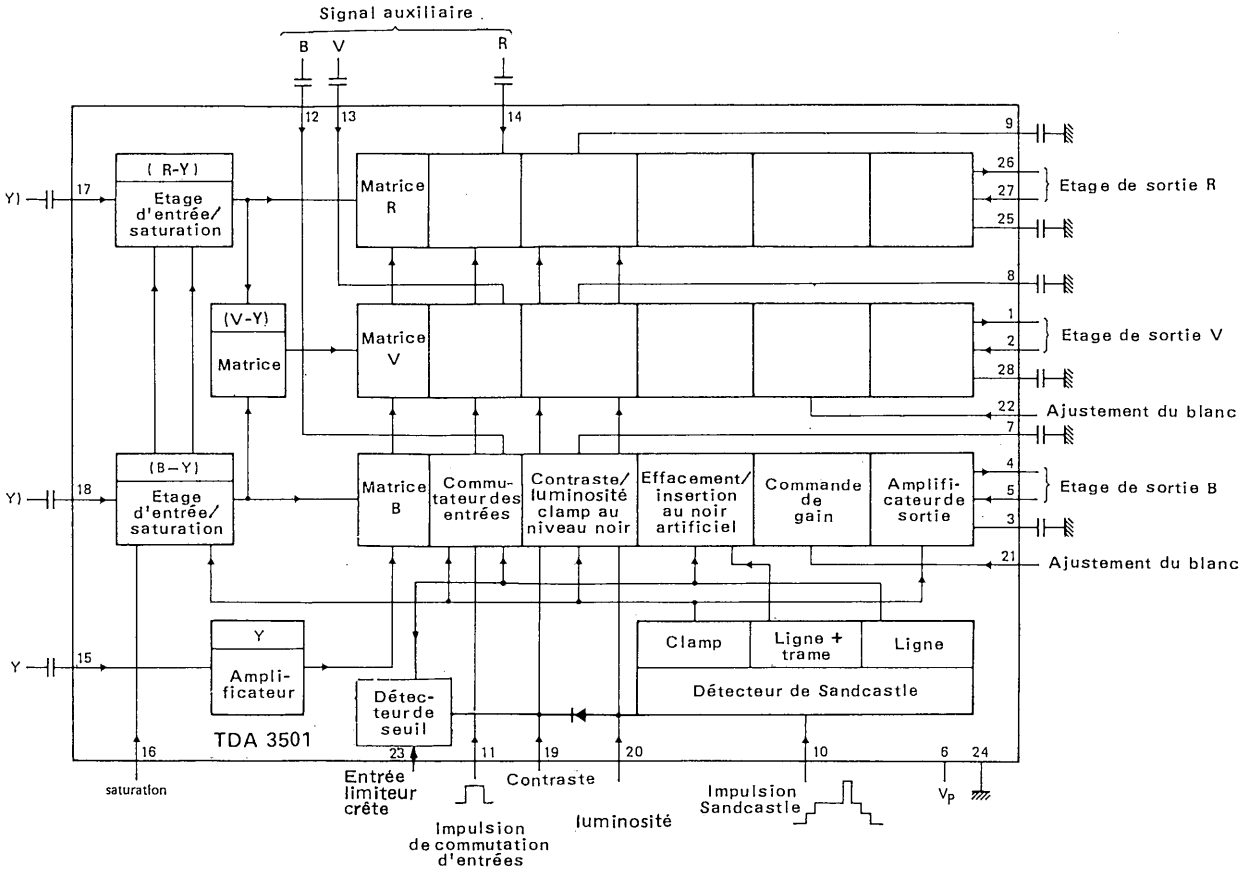 Signal auxiliaire
B V R
12 13 14
9
( R-Y)
Etage
d'entrée/
saturation
Y) 17
Matrice
R
26
27
25
Etage de sortie R
8
(V-Y)
Matrice
Matrice
V
1
2
28
Etage de sortie V
22 Ajustement du blanc
7
(B-Y)
Etage
d'entrée/
saturation
Y) 18
Matrice
B
Commu-
tateur des
entrées
Contraste/
luminosité
clamp au
niveau noir
Effacement/
insertion
au noir
artificiel
Commande
de
gain
Amplifi-
cateur de
sortie
4
5
3
Etage de sortie B
21 Ajustement du blanc
Y 15
Y
Ampli-
ficateur
Clamp
Ligne +
trame
Ligne
Détecteur de Sandcastle
Détec-
teur de
seuil
TDA 3501
16 23 11 19 20 10 6 24
saturation
Entrée
limiteur
crête
Impulsion
de commutation
d'entrées
Contraste
luminosité
Impulsion
Sandcastle
VP